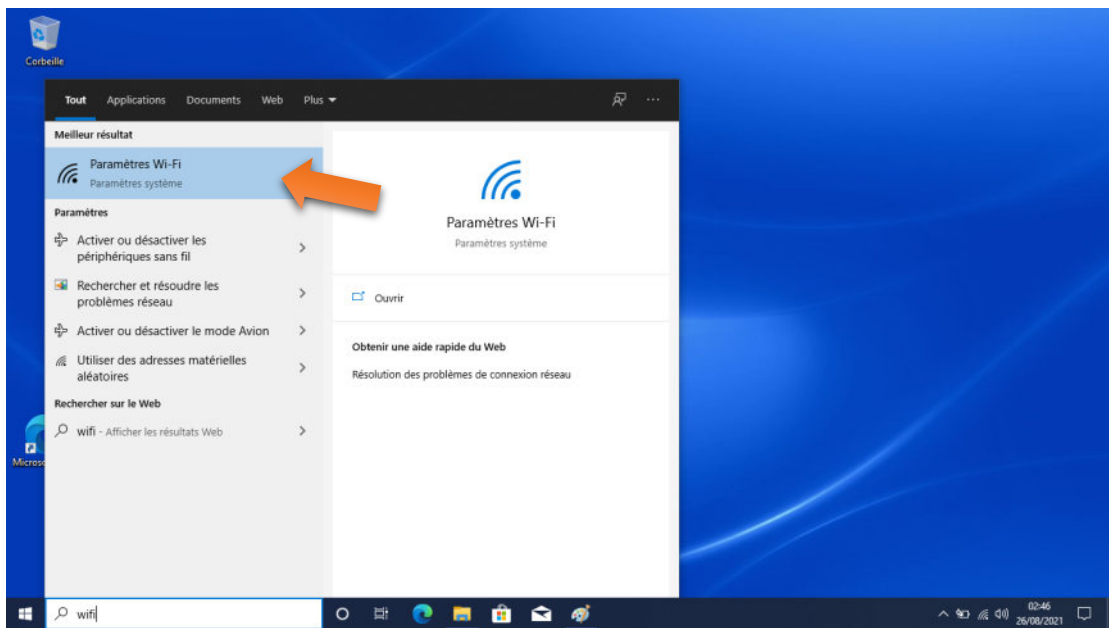 Corbeille
Tout Applications Documents Web Plus
Meilleur résultat
Paramètres Wi-Fi
Paramètres système
Paramètres
Activer ou désactiver les
périphériques sans fil
Rechercher et résoudre les
problèmes réseau
Activer ou désactiver le mode Avion
Utiliser des adresses matérielles
aléatoires
Rechercher sur le Web
wifi - Afficher les résultats Web
Paramètres Wi-Fi
Paramètres système
Ouvrir
Obtenir une aide rapide du Web
Résolution des problèmes de connexion réseau
wifi
02:46
26/08/2021